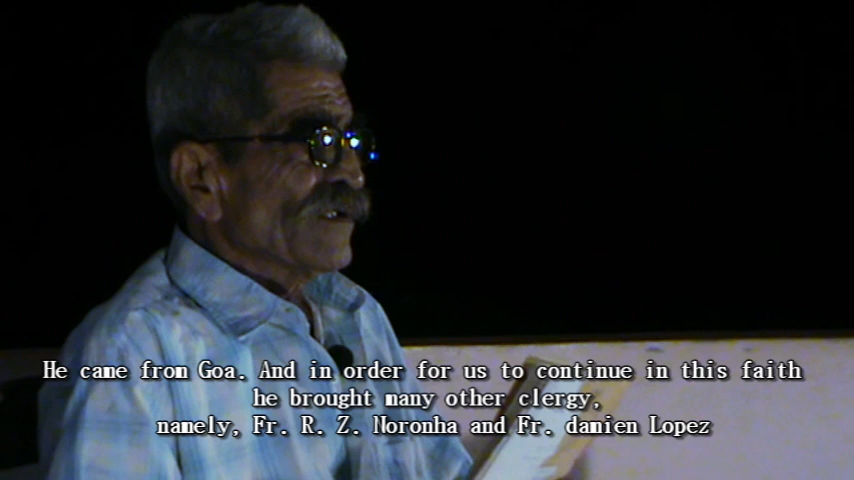 He came from Goa. And in order for us to continue in this faith
he brought many other clergy,
namely, Fr. R. Z. Noronha and Fr. damien Lopez